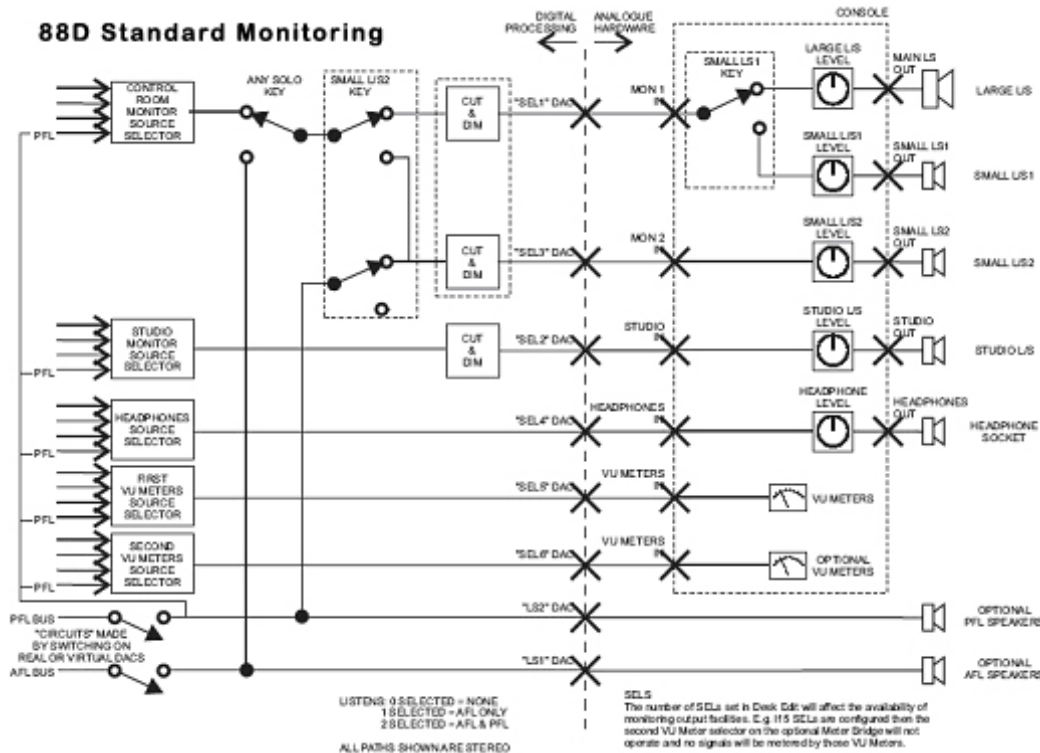 88D Standard Monitoring
DIGITAL
PROCESSING
ANALOGUE
HARDWARE
CONSOLE
CONTROL
ROOM
MONITOR
SOURCE
SELECTOR
PFL
ANY SOLO
KEY
SMALL L/S2
KEY
CUT
&
DIM
"SEL1" DAC
MON 1
IN
SMALL LS1
KEY
LARGE L/S
LEVEL
MAIN LS
OUT
LARGE L/S
SMALL L/S1
LEVEL
SMALL LS1
OUT
SMALL L/S1
CUT
&
DIM
"SEL3" DAC
MON 2
IN
SMALL L/S2
LEVEL
SMALL LS2
OUT
SMALL L/S2
STUDIO
MONITOR
SOURCE
SELECTOR
PFL
CUT
&
DIM
"SEL2" DAC
STUDIO
IN
STUDIO L/S
LEVEL
STUDIO
OUT
STUDIO L/S
HEADPHONES
SOURCE
SELECTOR
PFL
"SEL4" DAC
HEADPHONES
IN
HEADPHONE
LEVEL
HEADPHONES
OUT
HEADPHONE
SOCKET
FIRST
VU METERS
SOURCE
SELECTOR
PFL
"SEL5" DAC
VU METERS
IN
VU METERS
SECOND
VU METERS
SOURCE
SELECTOR
PFL
"SEL6" DAC
VU METERS
IN
OPTIONAL
VU METERS
PFL BUS
"LS2" DAC
OPTIONAL
PFL SPEAKERS
"CIRCUITS" MADE
BY SWITCHING ON
REAL OR VIRTUAL DACS
AFL BUS
"LS1" DAC
OPTIONAL
AFL SPEAKERS
LISTENS: 0 SELECTED = NONE
1 SELECTED = AFL ONLY
2 SELECTED = AFL & PFL
ALL PATHS SHOWN ARE STEREO
SELS
The number of SELs set in Desk Edit will affect the availability of
monitoring output facilities. E.g. If 5 SELs are configured then the
second VU Meter selector on the optional Meter Bridge will not
operate and no signals will be metered by those VU Meters.